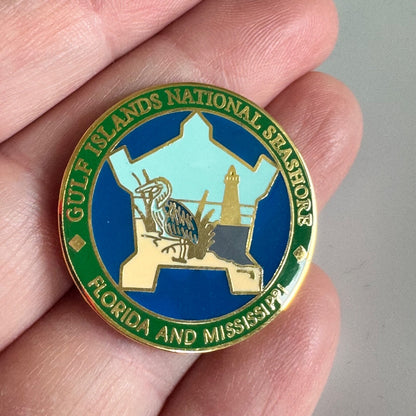 GULF ISLANDS NATIONAL SEASHORE
FLORIDA AND MISSISSIPPI